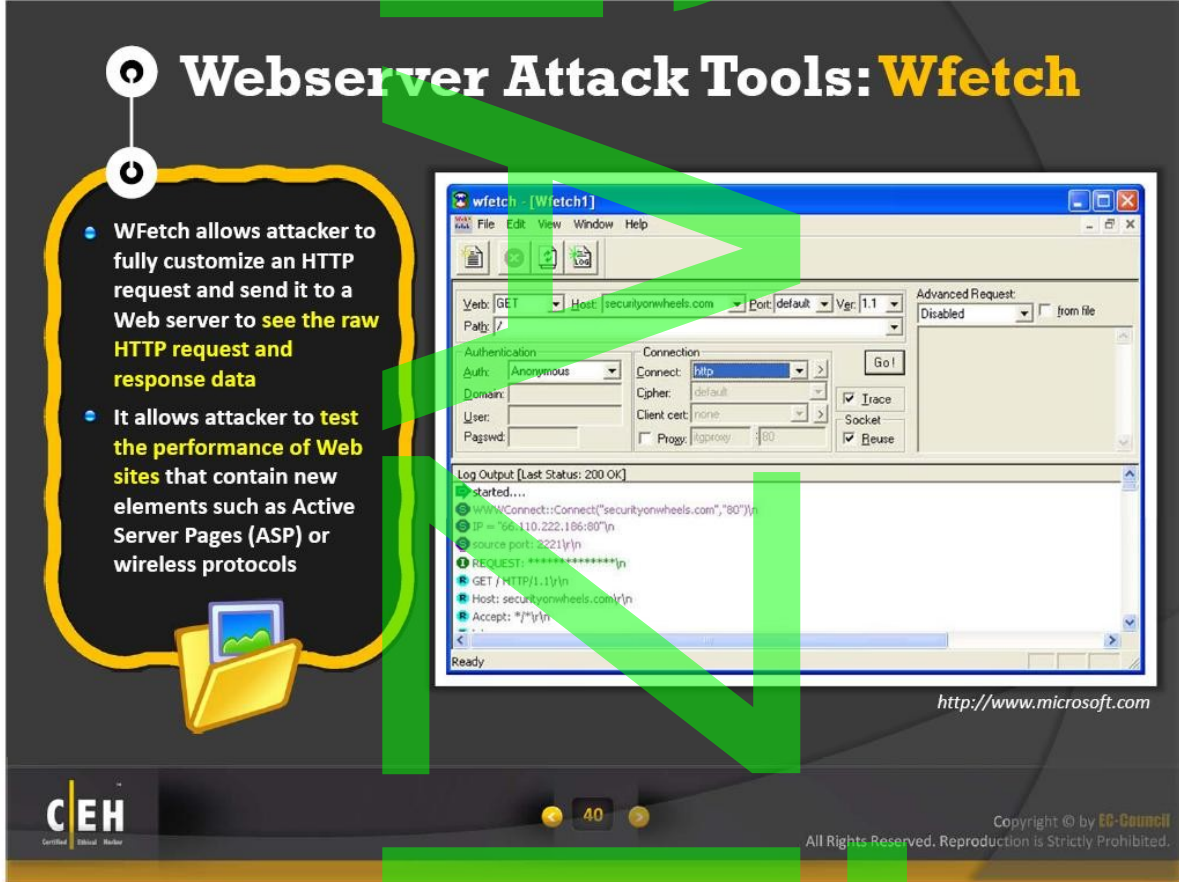 Webserver Attack Tools: Wfetch
WFetch allows attacker to
fully customize an HTTP
request and send it to a
Web server to see the raw
HTTP request and
response data
It allows attacker to test
the performance of Web
sites that contain new
elements such as Active
Server Pages (ASP) or
wireless protocols
wfetch - [Wfetch1]
File Edit View Window Help
LOG
Verb: GET Host: securityonwheels.com Port: default Ver: 1.1
Path: /
Advanced Request:
Disabled from file
Authentication
Auth: Anonymous
Domain:
User:
Passwd:
Connection
Connect: http
Cipher: default
Client cert: none
Proxy: itgproxy : 80
Go!
Trace
Socket
Reuse
Log Output [Last Status: 200 OK]
started....
WWWConnect::Connect("securityonwheels.com","80")\n
IP = "66.110.222.186:80"\n
source port: 2221\r\n
REQUEST: **************\n
GET / HTTP/1.1\r\n
Host: securityonwheels.com\r\n
Accept: */*\r\n
Ready
http://www.microsoft.com
CEH
Certified Ethical Hacker
40
Copyright © by EC-Council
All Rights Reserved. Reproduction is Strictly Prohibited.